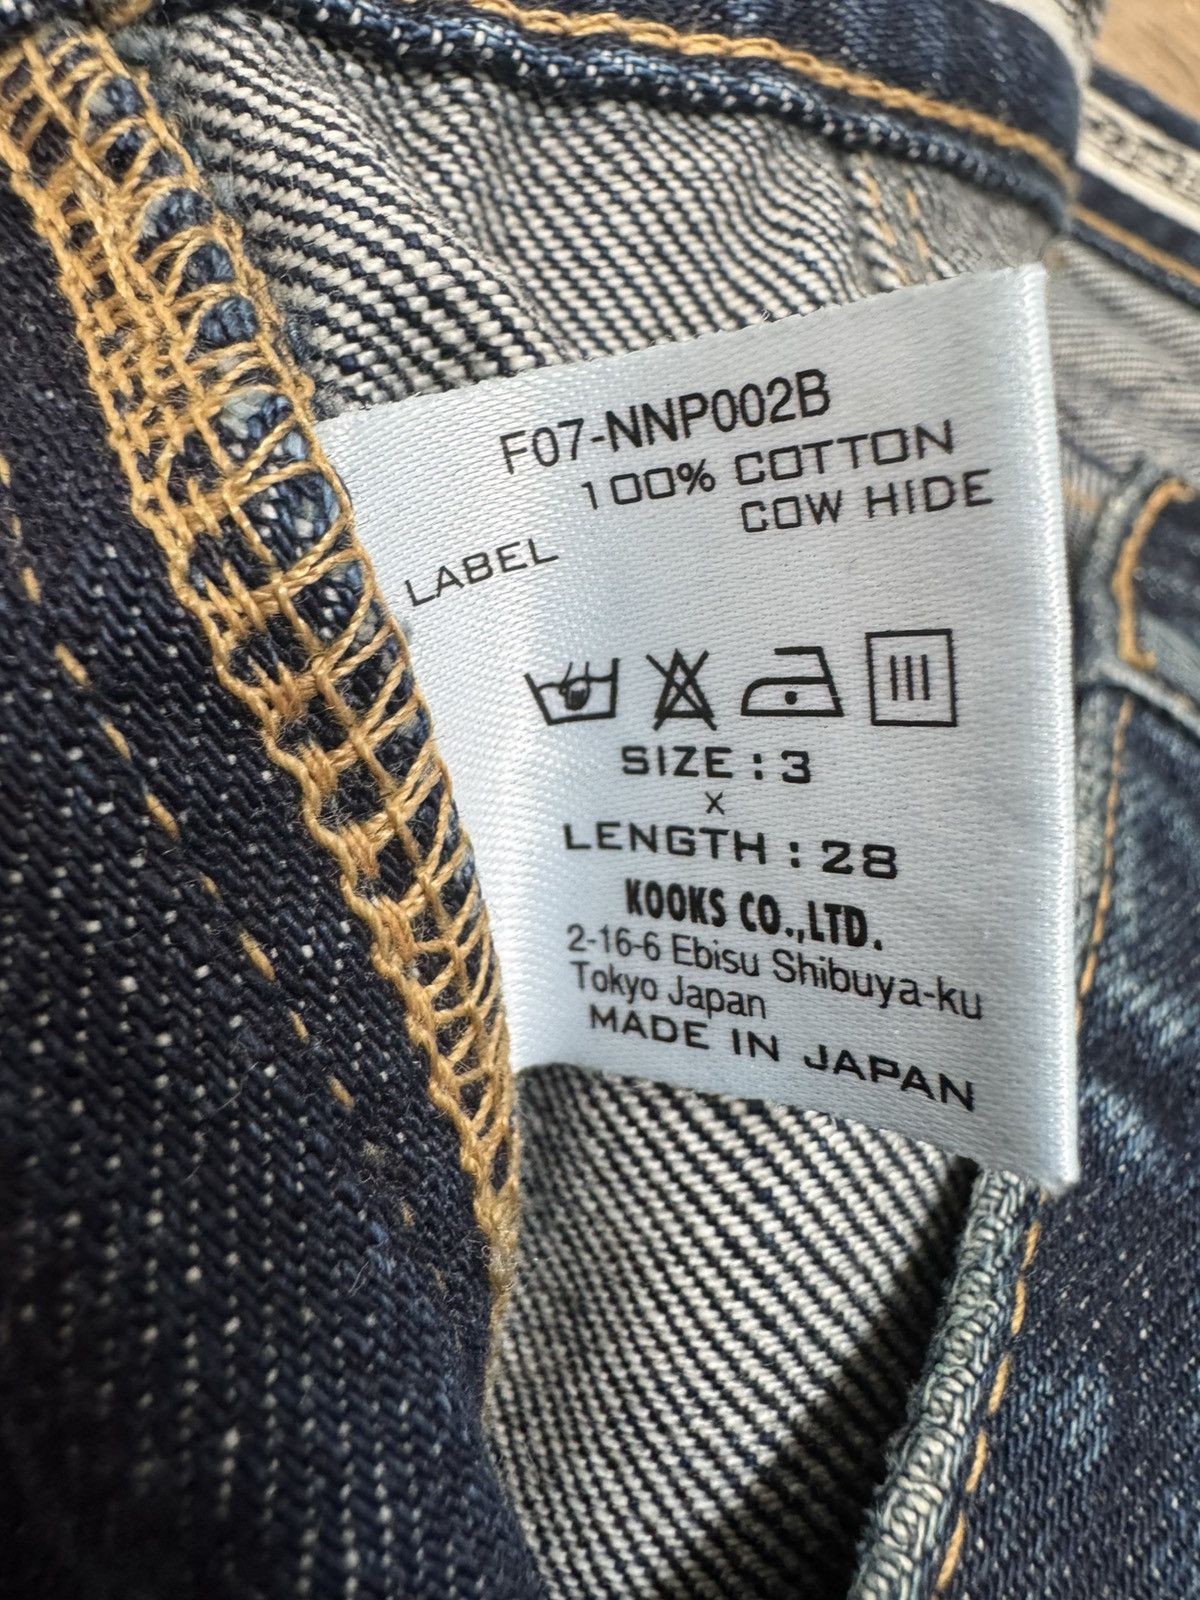 F07-NNP002B
100% COTTON
COW HIDE
LABEL
SIZE : 3
x
LENGTH : 28
KOOKS CO.,LTD.
2-16-6 Ebisu Shibuya-ku
Tokyo Japan
MADE IN JAPAN